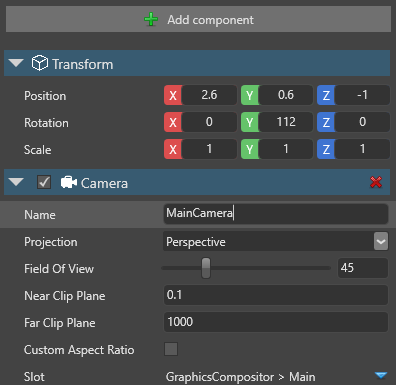 Add component
Transform
Position X 2.6 Y 0.6 Z -1
Rotation X 0 Y 112 Z 0
Scale X 1 Y 1 Z 1
Camera
Name MainCamera
Projection Perspective
Field Of View 45
Near Clip Plane 0.1
Far Clip Plane 1000
Custom Aspect Ratio
Slot GraphicsCompositor > Main